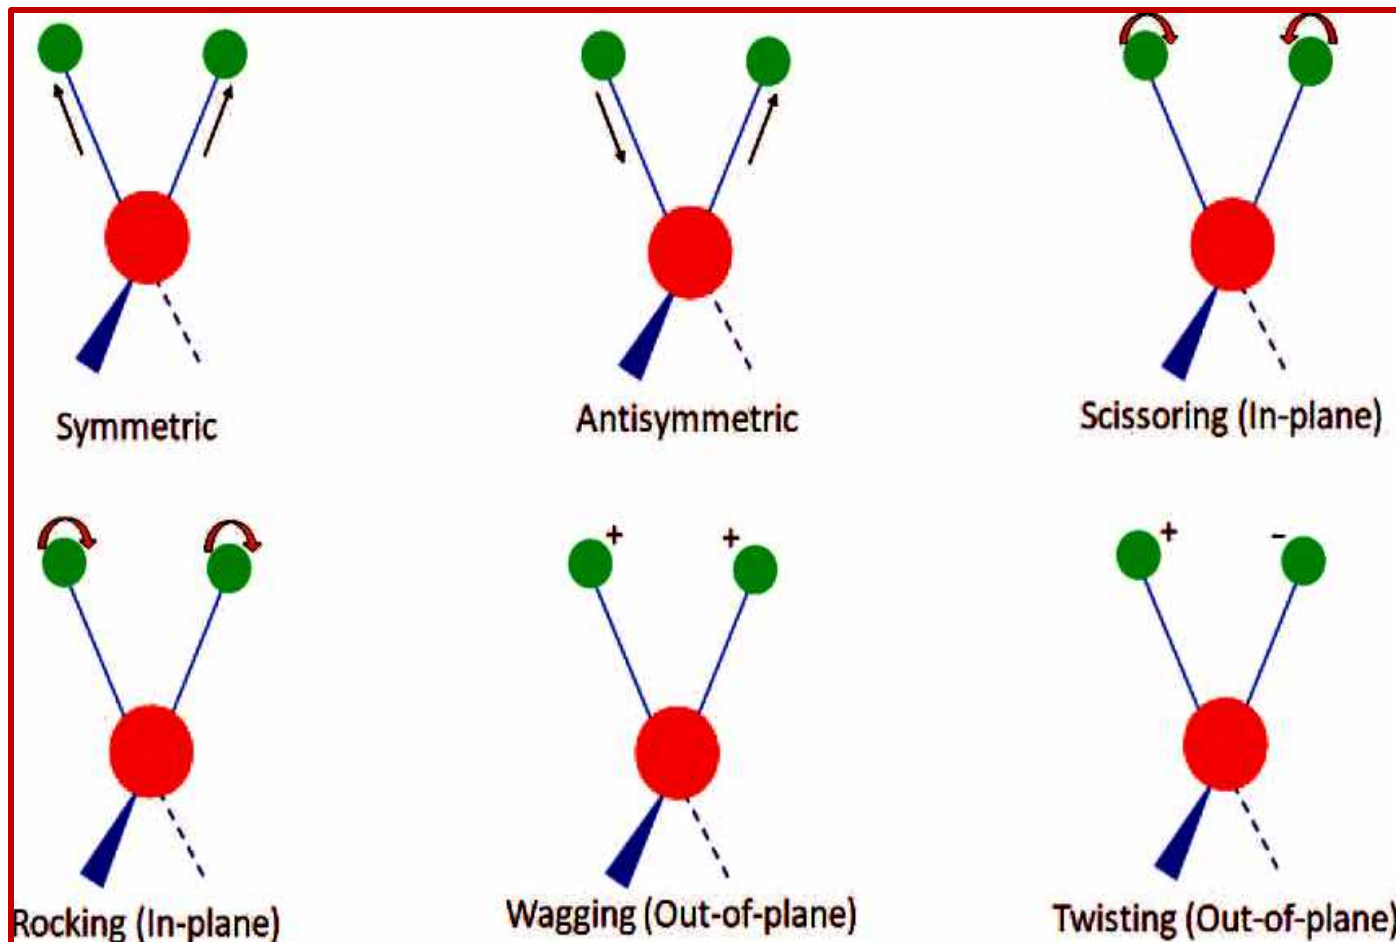 Symmetric
Antisymmetric
Scissoring (In-plane)
+
+
+
-
Rocking (In-plane)
Wagging (Out-of-plane)
Twisting (Out-of-plane)